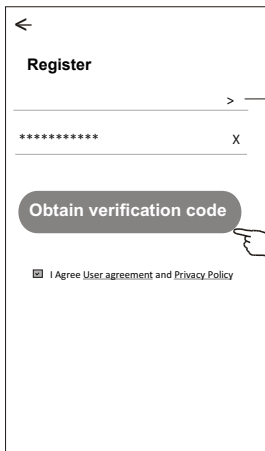 Register
>
***********    X
Obtain verification code
I Agree User agreement and Privacy Policy